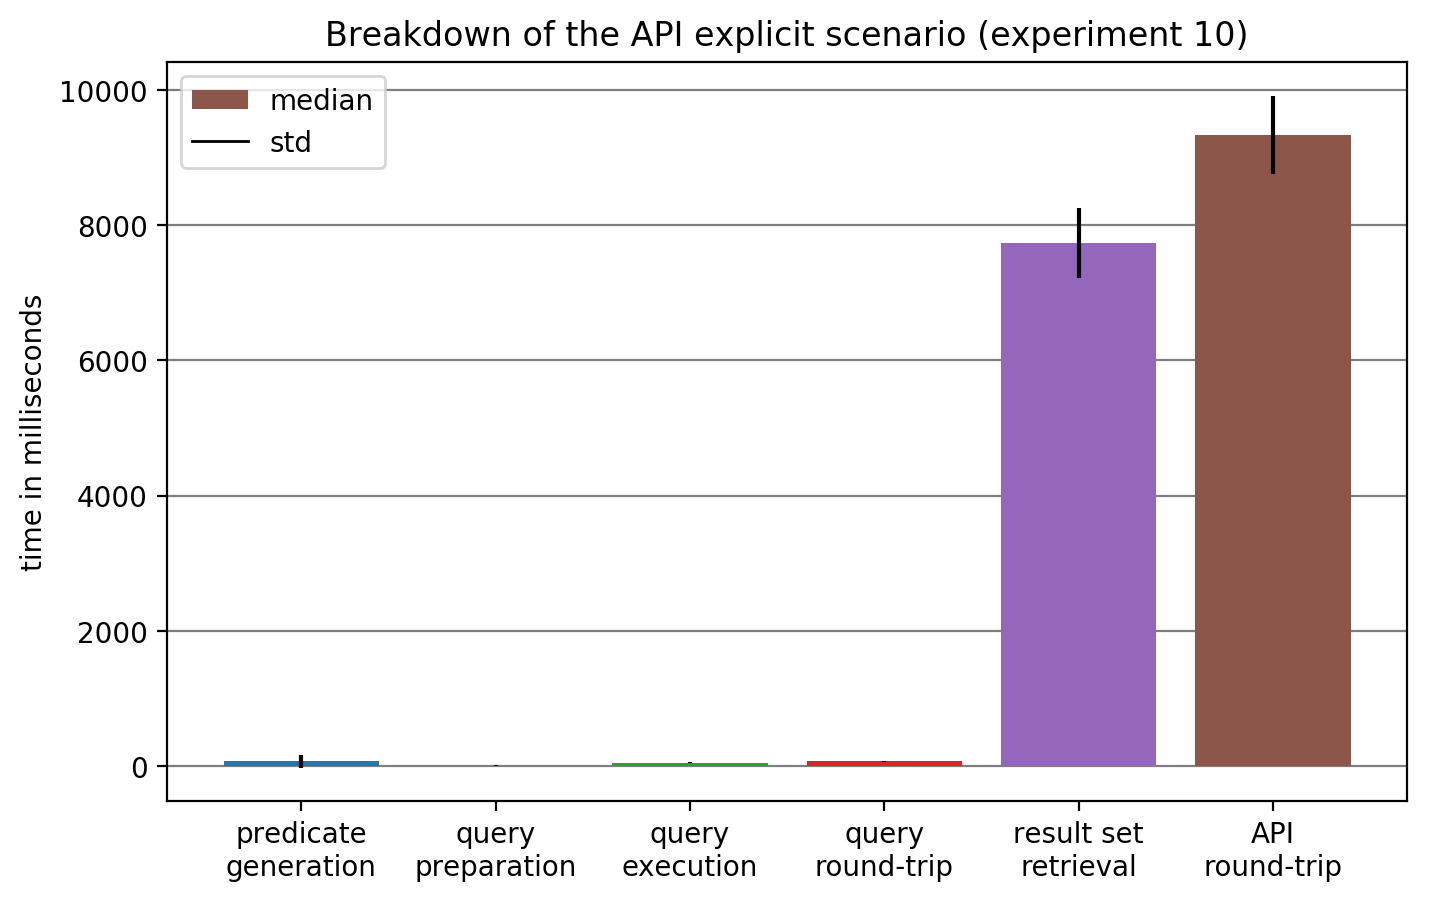 Breakdown of the API explicit scenario (experiment 10)
median
std
time in milliseconds
10000
8000
6000
4000
2000
0
predicate
generation
query
preparation
query
execution
query
round-trip
result set
retrieval
API
round-trip